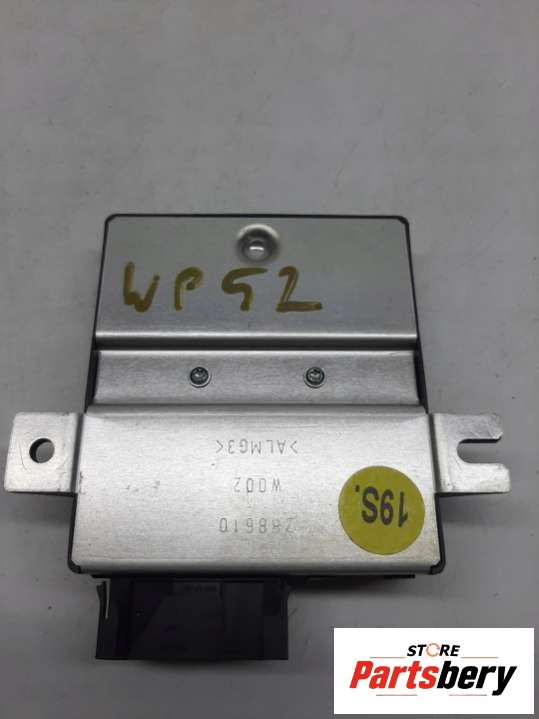 WP52
>ALMG3<
W002
Z88610
19S.
STORE
Partsbery